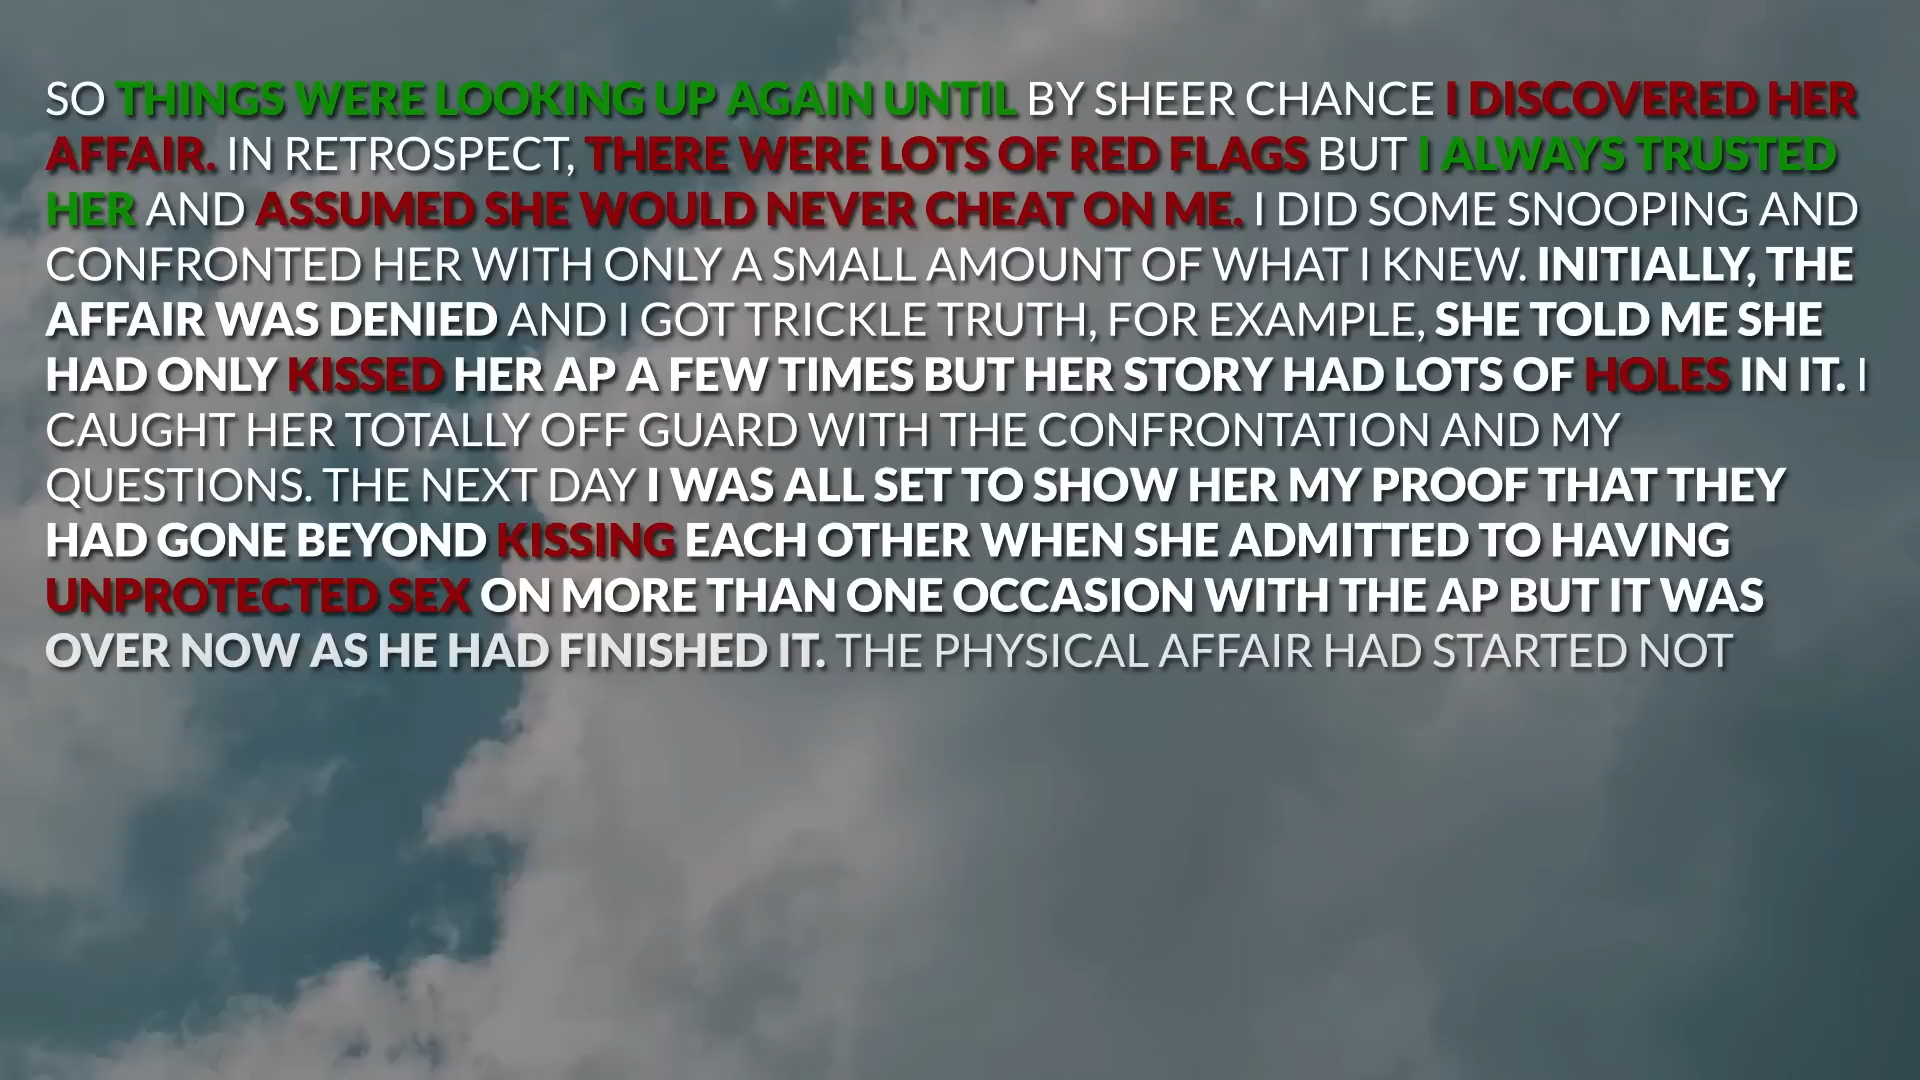 SO THINGS WERE LOOKING UP AGAIN UNTIL BY SHEER CHANCE I DISCOVERED HER
AFFAIR. IN RETROSPECT, THERE WERE LOTS OF RED FLAGS BUT I ALWAYS TRUSTED
HER AND ASSUMED SHE WOULD NEVER CHEAT ON ME. I DID SOME SNOOPING AND
CONFRONTED HER WITH ONLY A SMALL AMOUNT OF WHAT I KNEW. INITIALLY, THE
AFFAIR WAS DENIED AND I GOT TRICKLE TRUTH, FOR EXAMPLE, SHE TOLD ME SHE
HAD ONLY KISSED HER AP A FEW TIMES BUT HER STORY HAD LOTS OF HOLES IN IT. I
CAUGHT HER TOTALLY OFF GUARD WITH THE CONFRONTATION AND MY
QUESTIONS. THE NEXT DAY I WAS ALL SET TO SHOW HER MY PROOF THAT THEY
HAD GONE BEYOND KISSING EACH OTHER WHEN SHE ADMITTED TO HAVING
UNPROTECTED SEX ON MORE THAN ONE OCCASION WITH THE AP BUT IT WAS
OVER NOW AS HE HAD FINISHED IT. THE PHYSICAL AFFAIR HAD STARTED NOT